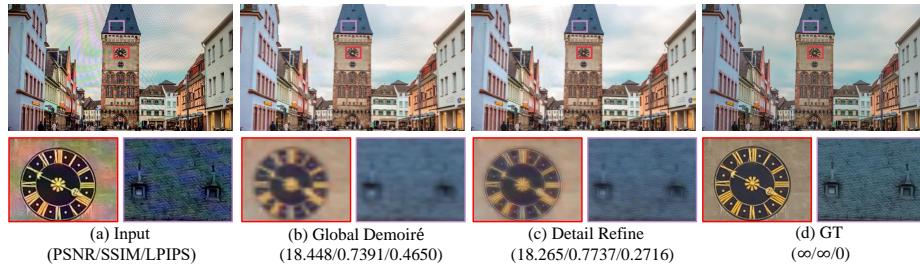 (a) Input
(PSNR/SSIM/LPIPS)
(b) Global Demoiré
(18.448/0.7391/0.4650)
(c) Detail Refine
(18.265/0.7737/0.2716)
(d) GT
(∞/∞/0)